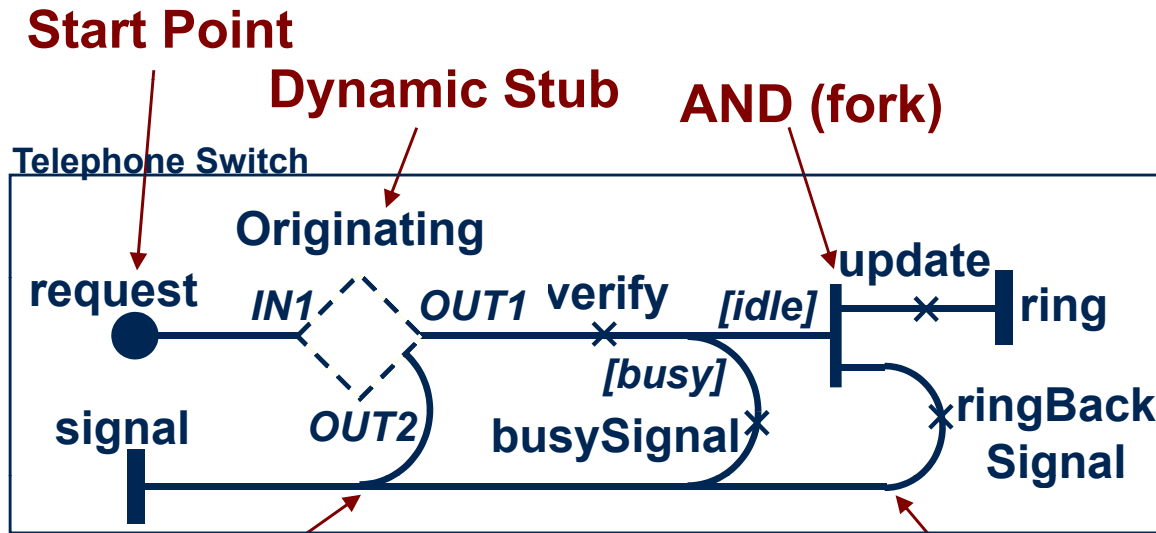 Start Point
Dynamic Stub
AND (fork)
Telephone Switch
Originating
update
request
IN1
OUT1
verify
[idle]
ring
[busy]
signal
OUT2
busySignal
ringBack
Signal